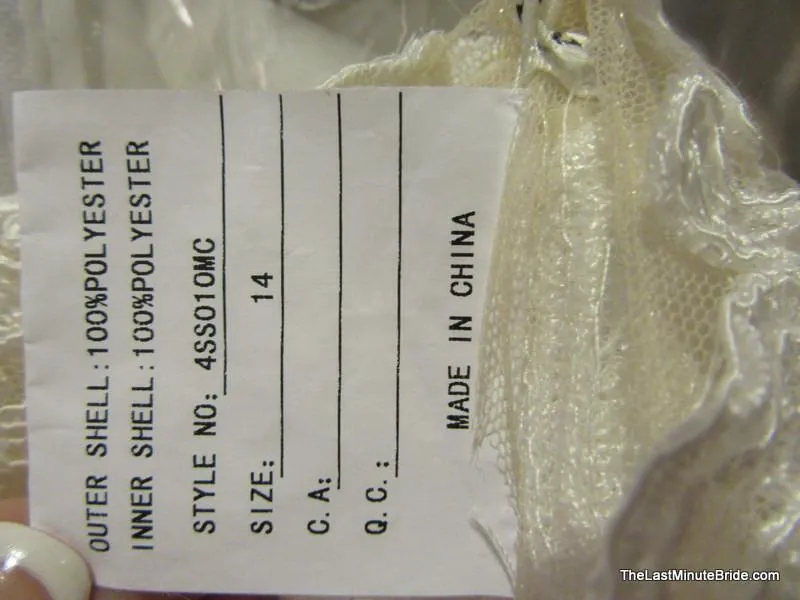 OUTER SHELL:100%POLYESTER
INNER SHELL:100%POLYESTER
STYLE NO: 4SS010MC
SIZE: 14
C.A:
Q.C.:
MADE IN CHINA
TheLastMinuteBride.com